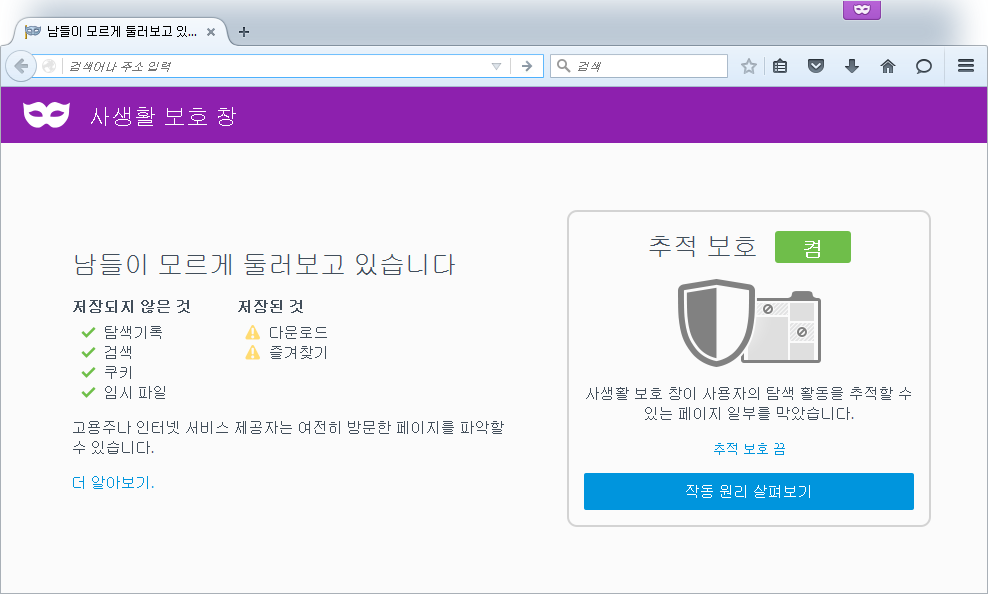 남들이 모르게 둘러보고 있...
검색어나 주소 입력
검색
사생활 보호 창
남들이 모르게 둘러보고 있습니다
저장되지 않은 것
탐색기록
검색
쿠키
임시 파일
저장된 것
다운로드
즐겨찾기
고용주나 인터넷 서비스 제공자는 여전히 방문한 페이지를 파악할
수 있습니다.
더 알아보기.
추적 보호 켬
사생활 보호 창이 사용자의 탐색 활동을 추적할 수
있는 페이지 일부를 막았습니다.
추적 보호 끔
작동 원리 살펴보기